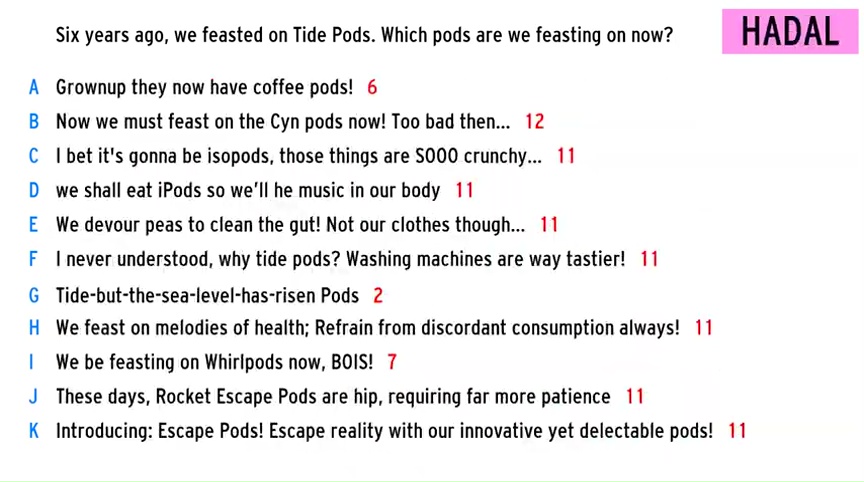 Six years ago, we feasted on Tide Pods. Which pods are we feasting on now?
HADAL
A Grownup they now have coffee pods! 6
B Now we must feast on the Cyn pods now! Too bad then... 12
C I bet it's gonna be isopods, those things are SOOO crunchy... 11
D we shall eat iPods so we'll he music in our body 11
E We devour peas to clean the gut! Not our clothes though... 11
F I never understood, why tide pods? Washing machines are way tastier! 11
G Tide-but-the-sea-level-has-risen Pods 2
H We feast on melodies of health; Refrain from discordant consumption always! 11
I We be feasting on Whirlpods now, BOIS! 7
J These days, Rocket Escape Pods are hip, requiring far more patience 11
K Introducing: Escape Pods! Escape reality with our innovative yet delectable pods! 11